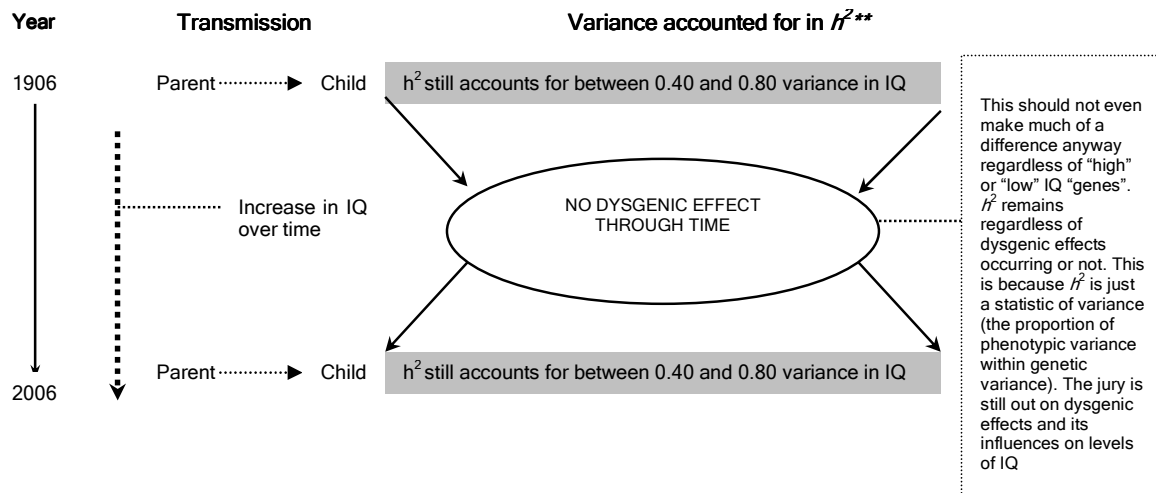 Year Transmission Variance accounted for in h²**
1906 Parent Child h² still accounts for between 0.40 and 0.80 variance in IQ
NO DYSGENIC EFFECT
THROUGH TIME
Increase in IQ
over time
2006 Parent Child h² still accounts for between 0.40 and 0.80 variance in IQ
This should not even
make much of a
difference anyway
regardless of “high”
or “low” IQ “genes”.
h² remains
regardless of
dysgenic effects
occurring or not. This
is because h² is just
a statistic of variance
(the proportion of
phenotypic variance
within genetic
variance). The jury is
still out on dysgenic
effects and its
influences on levels
of IQ